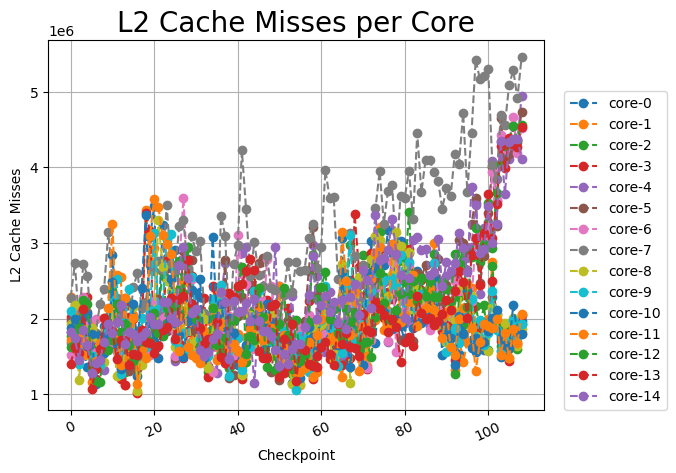 L2 Cache Misses per Core
1e6
5
4
3
2
1
L2 Cache Misses
0
20
40
60
80
100
Checkpoint
core-0
core-1
core-2
core-3
core-4
core-5
core-6
core-7
core-8
core-9
core-10
core-11
core-12
core-13
core-14